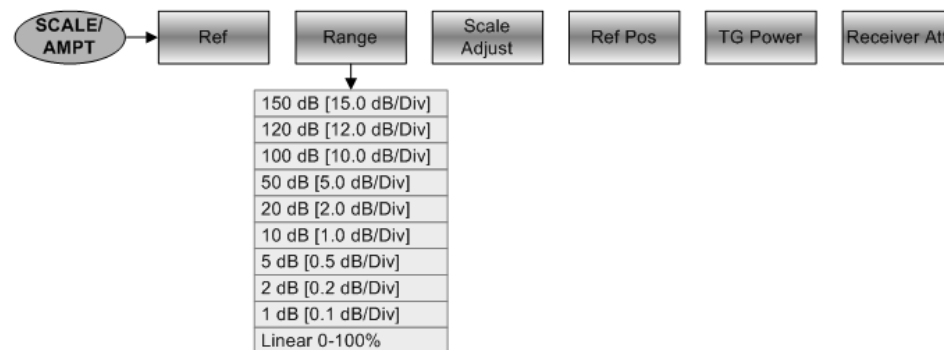 SCALE/
AMPT
Ref
Range
Scale
Adjust
Ref Pos
TG Power
Receiver Att
150 dB [15.0 dB/Div]
120 dB [12.0 dB/Div]
100 dB [10.0 dB/Div]
50 dB [5.0 dB/Div]
20 dB [2.0 dB/Div]
10 dB [1.0 dB/Div]
5 dB [0.5 dB/Div]
2 dB [0.2 dB/Div]
1 dB [0.1 dB/Div]
Linear 0-100%